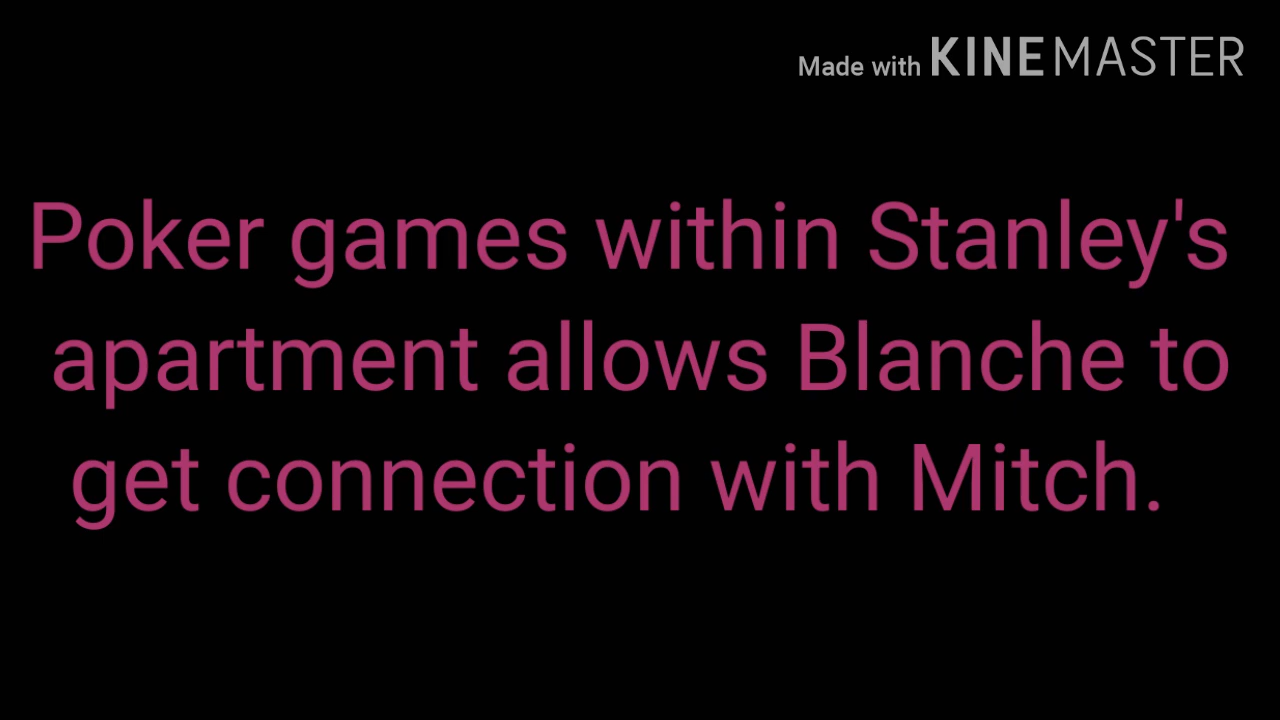 Made with KINEMASTER
Poker games within Stanley's
apartment allows Blanche to
get connection with Mitch.